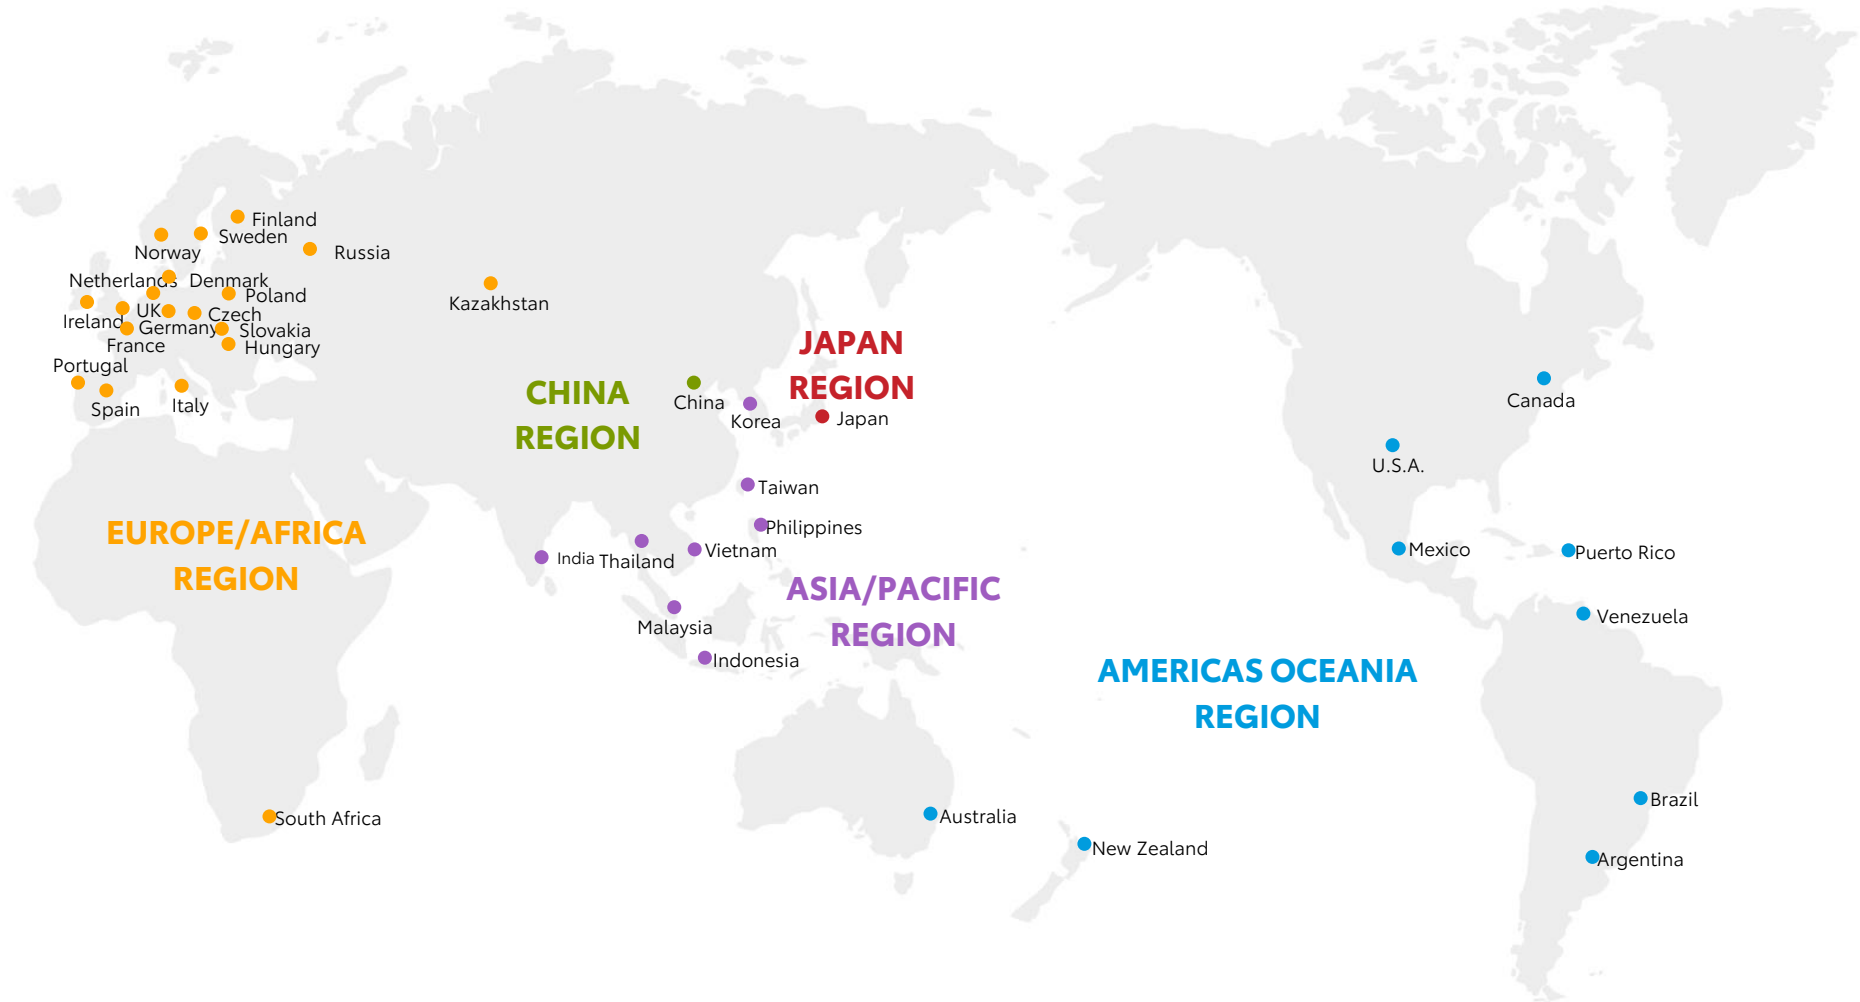 Finland
Sweden
Norway
Russia
Netherlands
Denmark
Poland
Kazakhstan
UK
Czech
Ireland
Germany
Slovakia
France
Hungary
Portugal
Spain
Italy
JAPAN
REGION
Japan
CHINA
REGION
China
Korea
Canada
U.S.A.
Taiwan
Philippines
Vietnam
India
Thailand
EUROPE/AFRICA
REGION
ASIA/PACIFIC
REGION
Malaysia
Indonesia
Mexico
Puerto Rico
Venezuela
AMERICAS OCEANIA
REGION
South Africa
Australia
New Zealand
Brazil
Argentina